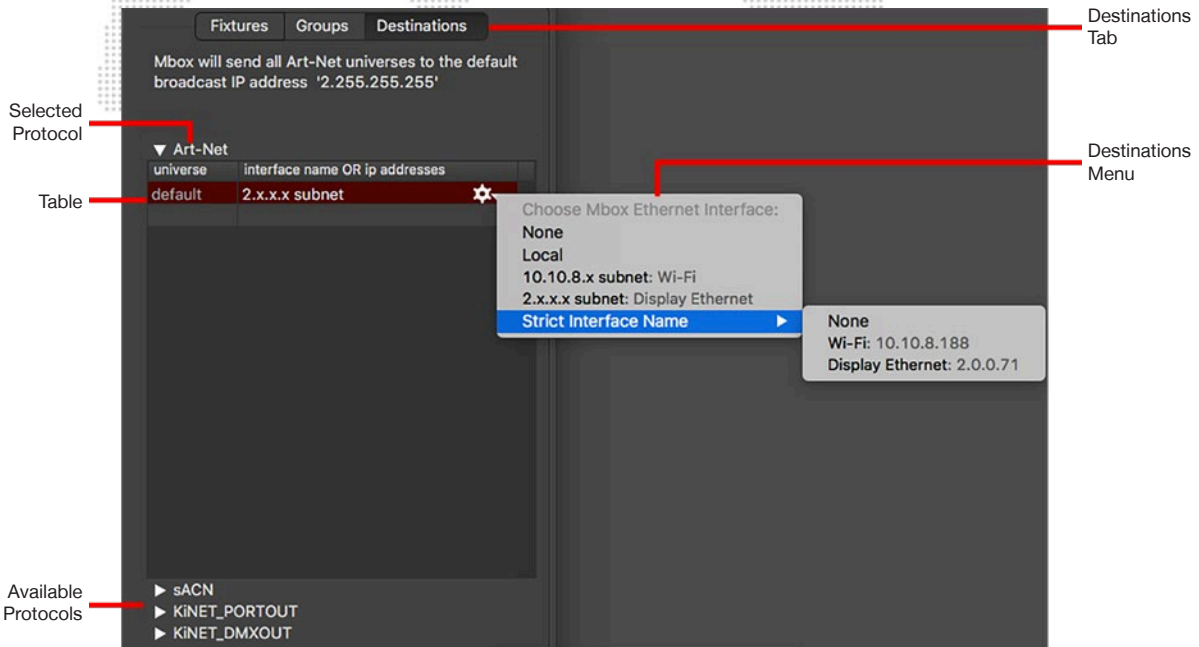 Destinations
Tab
Fixtures Groups Destinations
Mbox will send all Art-Net universes to the default
broadcast IP address '2.255.255.255'
Selected
Protocol
Art-Net
universe interface name OR ip addresses
Table
default 2.x.x.x subnet
Destinations
Menu
Choose Mbox Ethernet Interface:
None
Local
10.10.8.x subnet: Wi-Fi
2.x.x.x subnet: Display Ethernet
Strict Interface Name
None
Wi-Fi: 10.10.8.188
Display Ethernet: 2.0.0.71
Available
Protocols
sACN
KiNET_PORTOUT
KiNET_DMXOUT